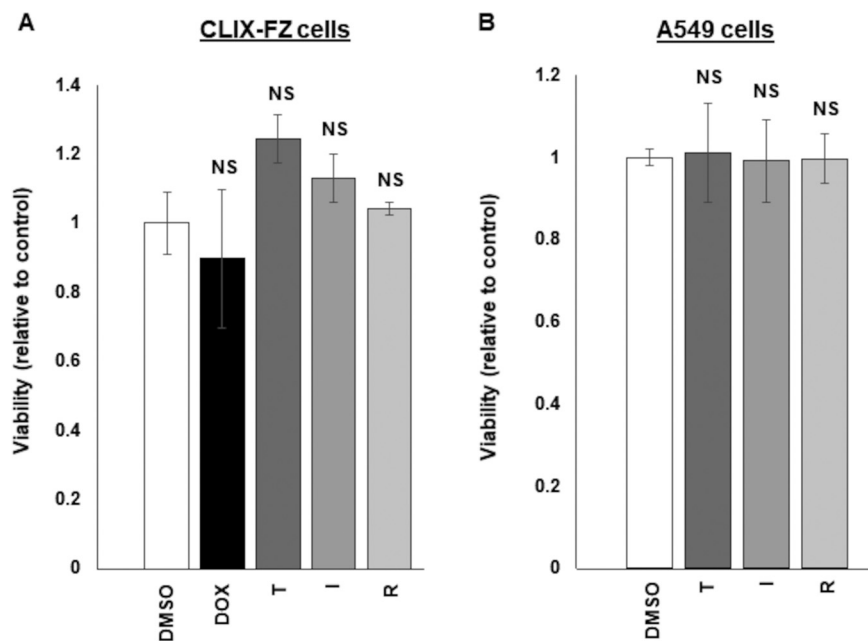 A
CLIX-FZ cells
Viability (relative to control)
1.4
1.2
1
0.8
0.6
0.4
0.2
0
NS
NS
NS
NS
DMSO
DOX
T
I
R
B
A549 cells
Viability (relative to control)
1.2
1
0.8
0.6
0.4
0.2
0
NS
NS
NS
DMSO
T
I
R